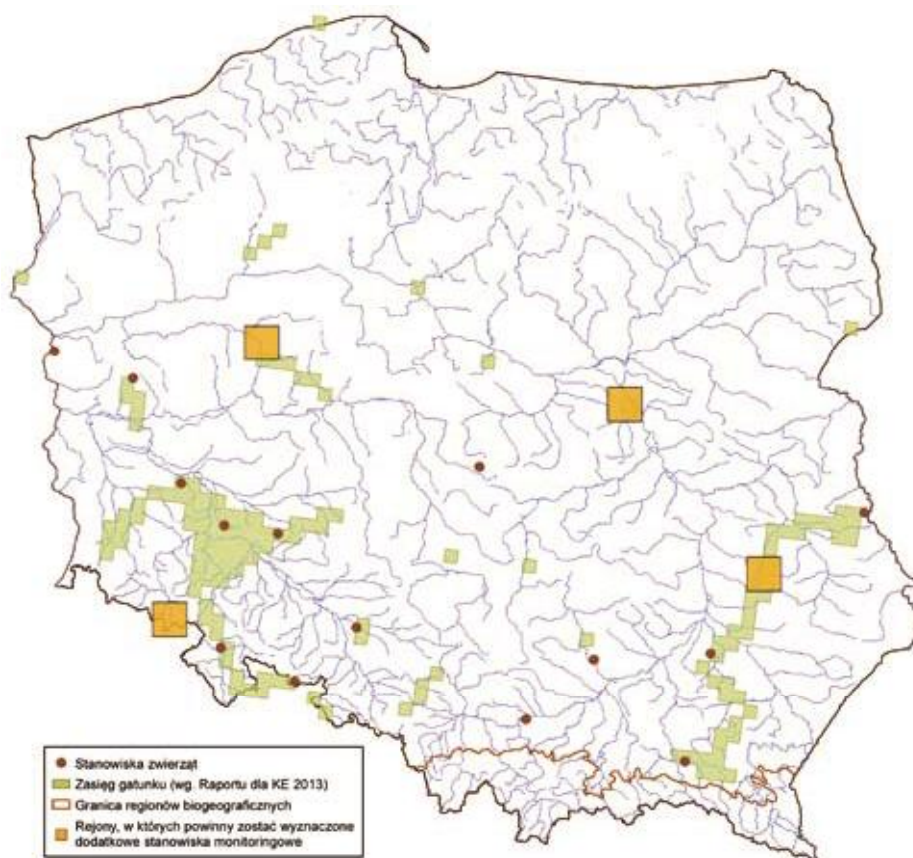 Stanowiska zwierząt
Zasięg gatunku (wg. Raportu dla KE 2013)
Granica regionów biogeograficznych
Rejony, w których powinny zostać wyznaczone
dodatkowe stanowiska monitoringowe